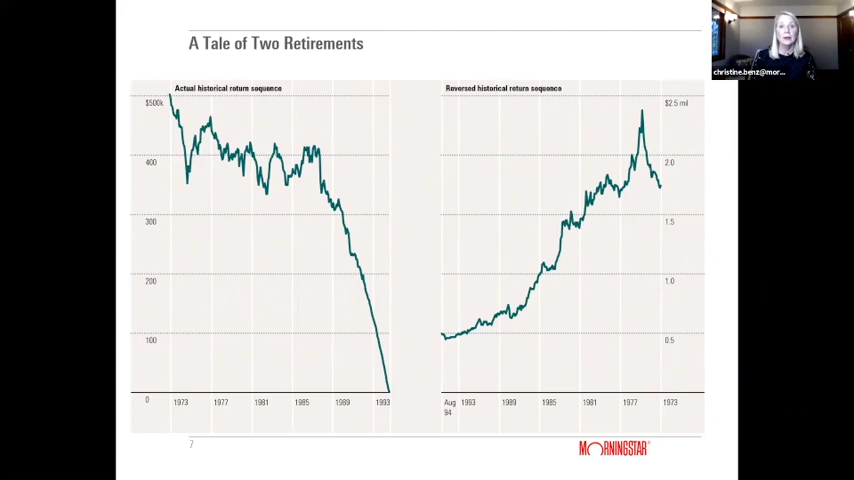 christine.benz@mor...
A Tale of Two Retirements
Actual historical return sequence
$500k
400
300
200
100
0
1973 1977 1981 1985 1989 1993
Reversed historical return sequence
$2.5 mil
2.0
1.5
1.0
0.5
Aug 94 1993 1989 1985 1981 1977 1973
7
MORNINGSTAR®